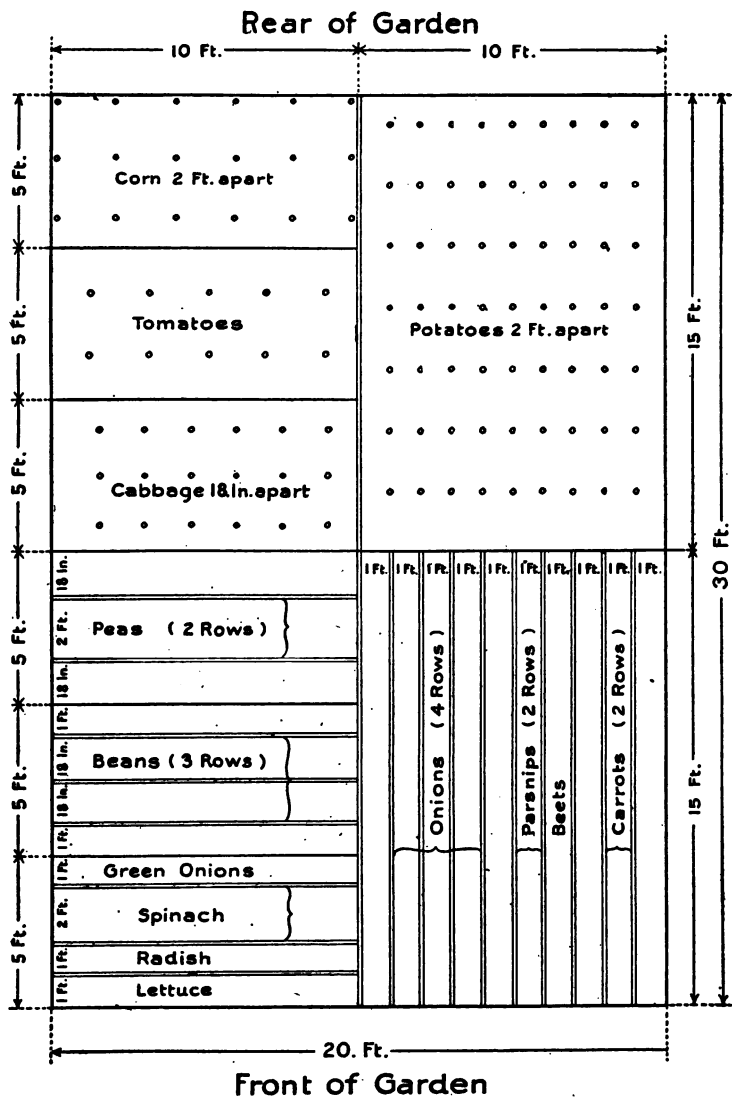 Rear of Garden
10 Ft. 10 Ft.
5 Ft.
Corn 2 Ft. apart
5 Ft.
Tomatoes
5 Ft.
Cabbage 18 In. apart
Potatoes 2 Ft. apart
15 Ft.
30 Ft.
5 Ft.
18 In.
2 Ft.
Peas (2 Rows)
18 In.
5 Ft.
1 Ft.
18 In.
Beans (3 Rows)
18 In.
1 Ft.
5 Ft.
1 Ft.
Green Onions
2 Ft.
Spinach
1 Ft.
Radish
1 Ft.
Lettuce
1 Ft. 1 Ft. 1 Ft. 1 Ft. 1 Ft. 1 Ft. 1 Ft. 1 Ft. 1 Ft. 1 Ft.
Onions (4 Rows)
Parsnips (2 Rows)
Beets
Carrots (2 Rows)
15 Ft.
20. Ft.
Front of Garden